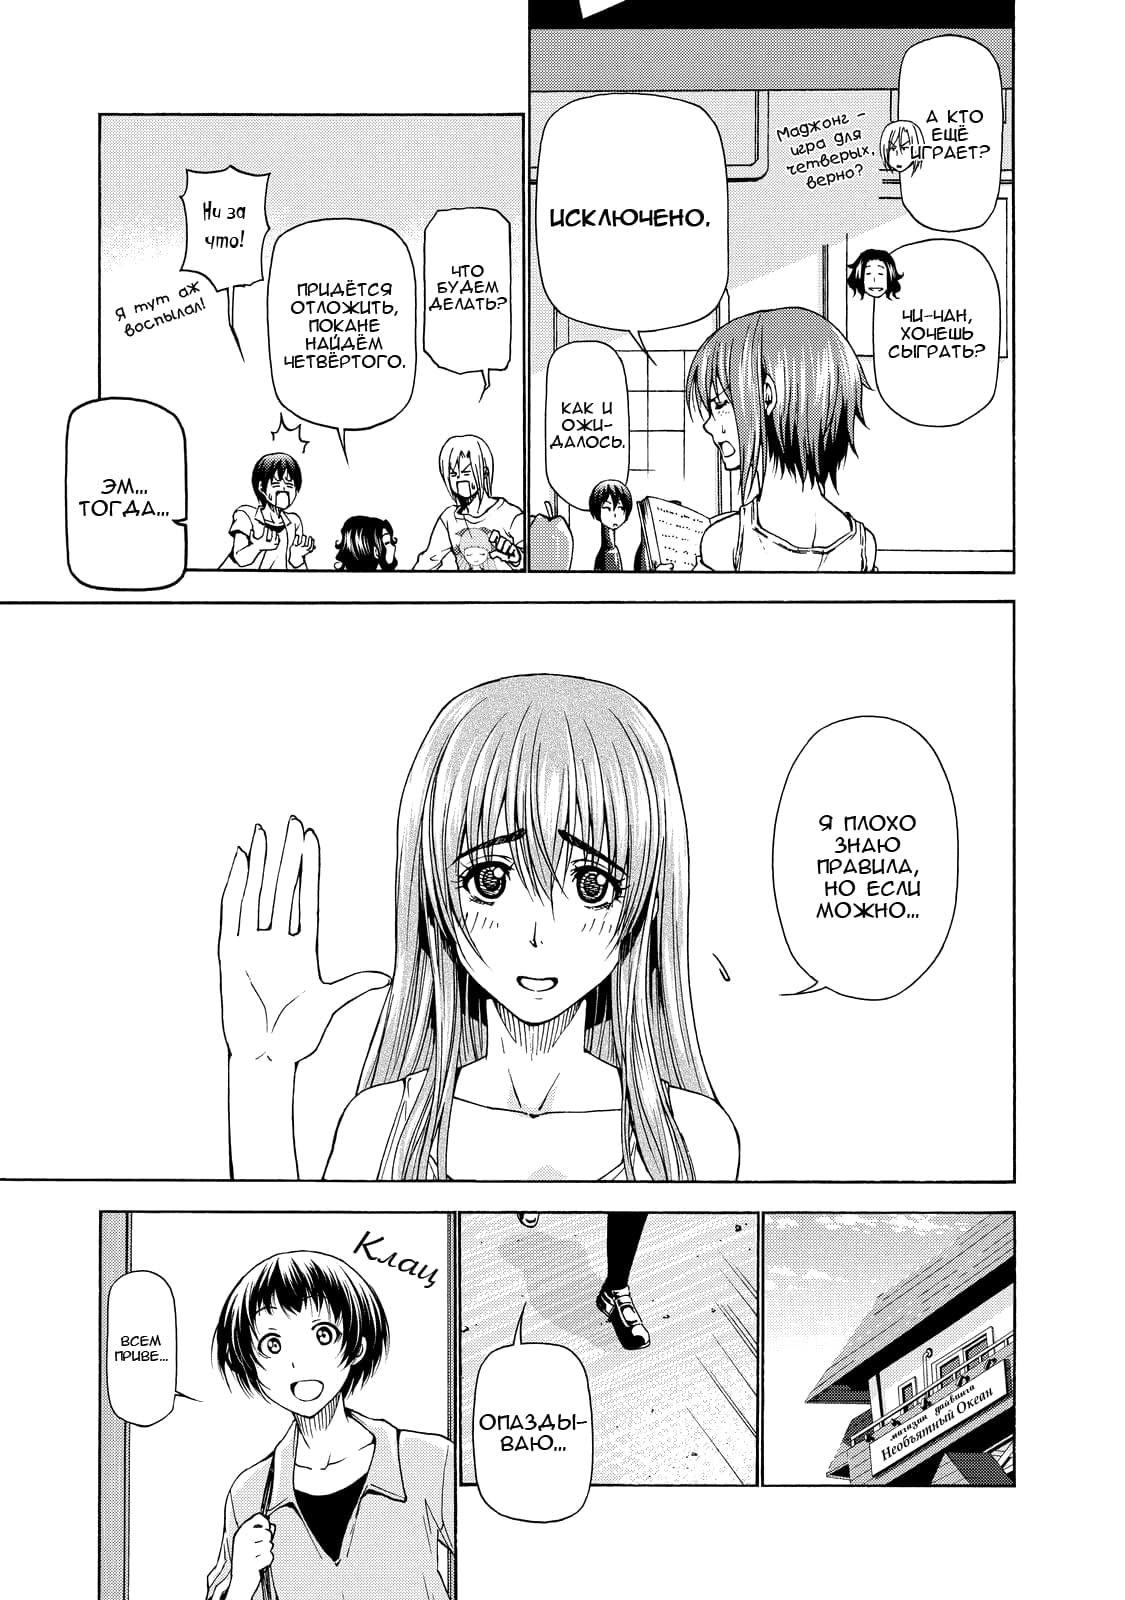 А КТО
ЕЩЁ
ИГРАЕТ?
Маджонг –
игра для
четверых,
верно?
ЧИ-ЧАН,
ХОЧЕШЬ
СЫГРАТЬ?
ИСКЛЮЧЕНО.
КАК И
ОЖИ-
ДАЛОСЬ.
ЧТО
БУДЕМ
ДЕЛАТЬ?
ПРИДЁТСЯ
ОТЛОЖИТЬ,
ПОКАНЕ
НАЙДЁМ
ЧЕТВЁРТОГО.
Ни за
что!
Я тут аж
воспылал!
ЭМ...
ТОГДА...
Я ПЛОХО
ЗНАЮ
ПРАВИЛА,
НО ЕСЛИ
МОЖНО...
магазин дайвинга
Необъятный Океан
ОПАЗДЫ-
ВАЮ...
Клац
ВСЕМ
ПРИВЕ...